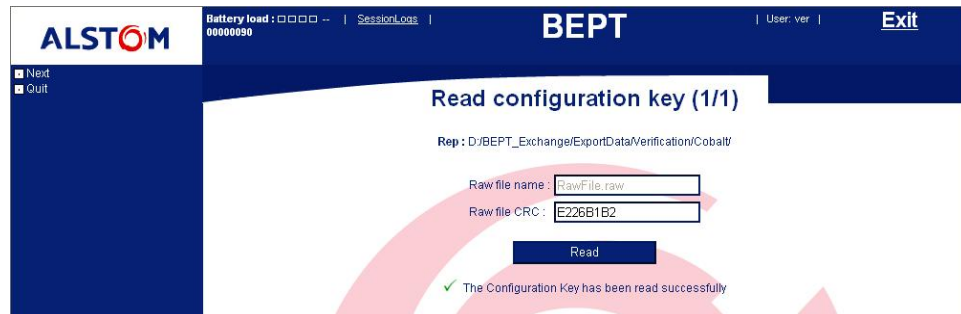 ALSTOM
Battery load : □□□□ -- | SessionLogs |
00000090
BEPT
| User: ver |
Exit
Next
Quit
Read configuration key (1/1)
Rep : D:/BEPT_Exchange/ExportData/Verification/Cobalt/
Raw file name : RawFile.raw
Raw file CRC : E226B1B2
Read
The Configuration Key has been read successfully